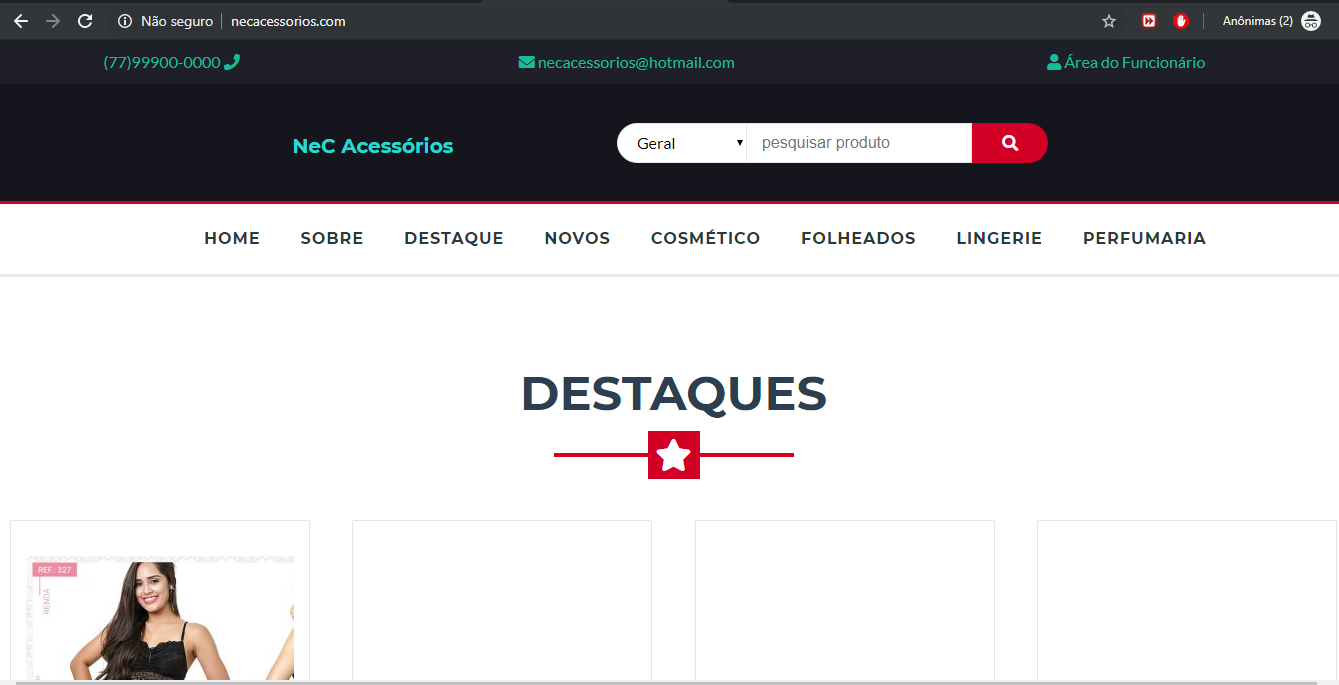 Não seguro | necacessorios.com
Anônimas (2)
(77)99900-0000
necacessorios@hotmail.com
Área do Funcionário
NeC Acessórios
Geral
pesquisar produto
HOME SOBRE DESTAQUE NOVOS COSMÉTICO FOLHEADOS LINGERIE PERFUMARIA
DESTAQUES
REF.: 327
RENDA